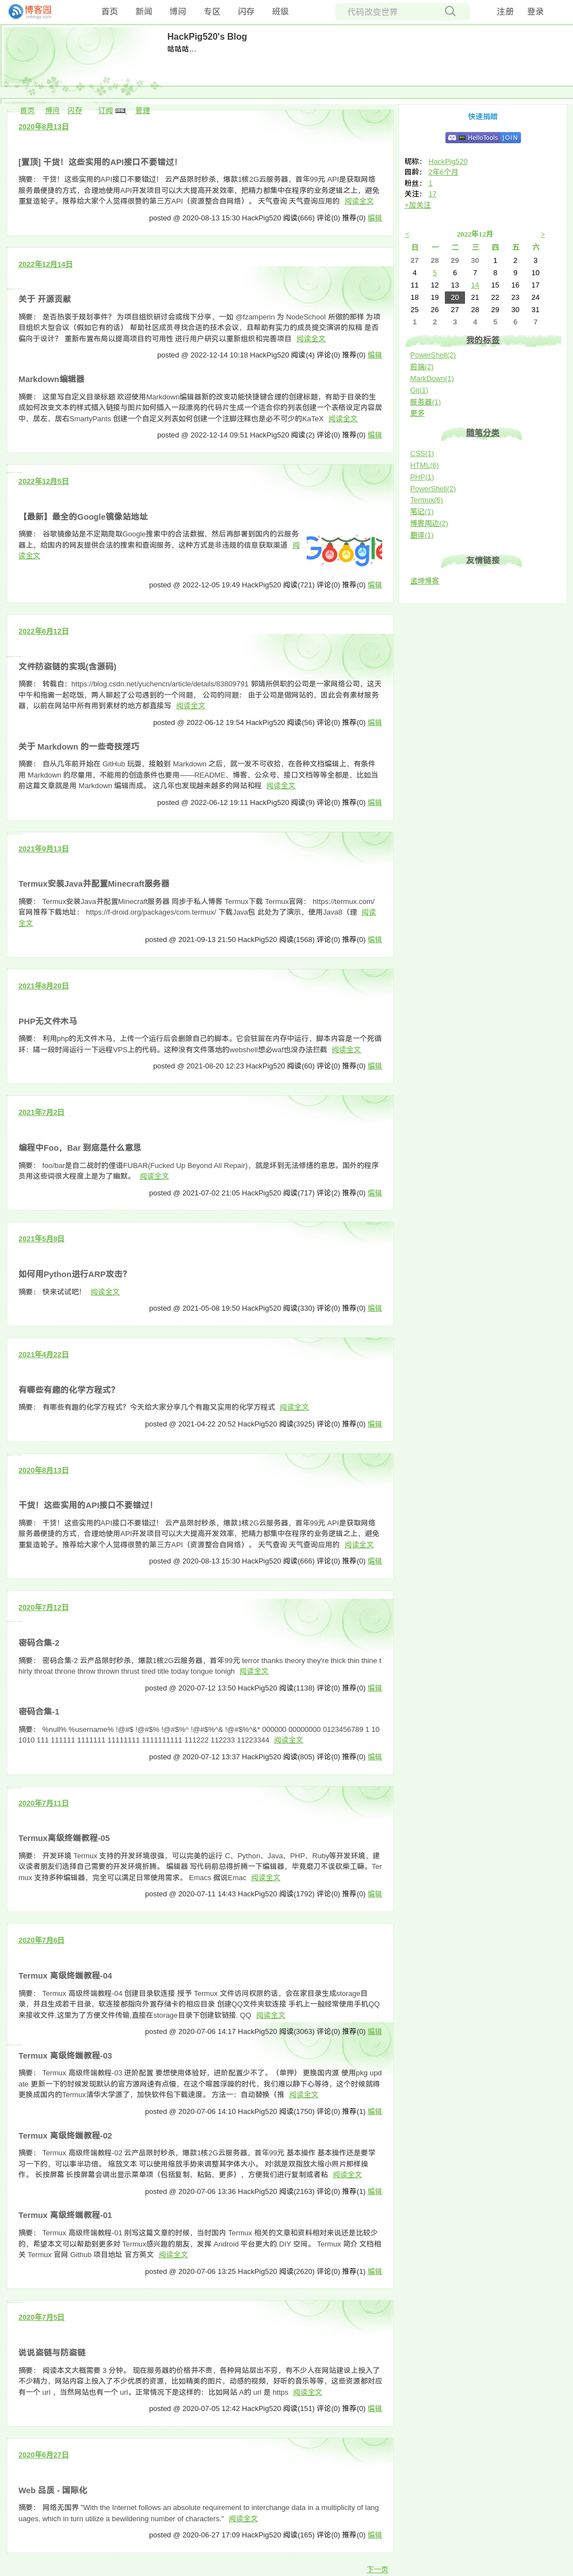 博客园
cnblogs.com
首页 新闻 博问 专区 闪存 班级
代码改变世界
注册 登录
HackPig520's Blog
咕咕咕…
首页 博问 闪存 订阅 管理
2020年8月13日
[置顶] 干货！这些实用的API接口不要错过！
摘要： 干货！这些实用的API接口不要错过！ 云产品限时秒杀，爆款1核2G云服务器，首年99元 API是获取网络
服务最便捷的方式，合理地使用API开发项目可以大大提高开发效率，把精力都集中在程序的业务逻辑之上，避免
重复造轮子。推荐给大家个人觉得很赞的第三方API（资源整合自网络）。 天气查询 天气查询应用的 阅读全文
posted @ 2020-08-13 15:30 HackPig520 阅读(666) 评论(0) 推荐(0) 编辑
2022年12月14日
关于 开源贡献
摘要： 是否热衷于规划事件? 为项目组织研讨会或线下分享，一如 @fzamperin 为 NodeSchool 所做的那样 为项
目组织大型会议（假如它有的话） 帮助社区成员寻找合适的技术会议，且帮助有实力的成员提交演讲的拟稿 是否
偏向于设计？ 重新布置布局以提高项目的可用性 进行用户研究以重新组织和完善项目 阅读全文
posted @ 2022-12-14 10:18 HackPig520 阅读(4) 评论(0) 推荐(0) 编辑
Markdown编辑器
摘要： 这里写自定义目录标题 欢迎使用Markdown编辑器新的改变功能快捷键合理的创建标题，有助于目录的生
成如何改变文本的样式插入链接与图片如何插入一段漂亮的代码片生成一个适合你的列表创建一个表格设定内容居
中、居左、居右SmartyPants 创建一个自定义列表如何创建一个注脚注释也是必不可少的KaTeX 阅读全文
posted @ 2022-12-14 09:51 HackPig520 阅读(2) 评论(0) 推荐(0) 编辑
2022年12月5日
【最新】最全的Google镜像站地址
摘要： 谷歌镜像站是不定期爬取Google搜索中的合法数据，然后再部署到国内的云服务
器上，给国内的网友提供合法的搜索和查询服务，这种方式是非违规的信息获取渠道 阅
读全文
posted @ 2022-12-05 19:49 HackPig520 阅读(721) 评论(0) 推荐(0) 编辑
2022年6月12日
文件防盗链的实现(含源码)
摘要： 转载自：https://blog.csdn.net/yuchencn/article/details/83809791 郭靖所供职的公司是一家网络公司，这天
中午和拖雷一起吃饭，两人聊起了公司遇到的一个问题， 公司的问题： 由于公司是做网站的，因此会有素材服务
器，以前在网站中所有用到素材的地方都直接写 阅读全文
posted @ 2022-06-12 19:54 HackPig520 阅读(56) 评论(0) 推荐(0) 编辑
关于 Markdown 的一些奇技淫巧
摘要： 自从几年前开始在 GitHub 玩耍，接触到 Markdown 之后，就一发不可收拾，在各种文档编辑上，有条件
用 Markdown 的尽量用，不能用的创造条件也要用——README、博客、公众号、接口文档等等全都是，比如当
前这篇文章就是用 Markdown 编辑而成。 这几年也发现越来越多的网站和程 阅读全文
posted @ 2022-06-12 19:11 HackPig520 阅读(9) 评论(0) 推荐(0) 编辑
2021年9月13日
Termux安装Java并配置Minecraft服务器
摘要： Termux安装Java并配置Minecraft服务器 同步于私人博客 Termux下载 Termux官网： https://termux.com/
官网推荐下载地址： https://f-droid.org/packages/com.termux/ 下载Java包 此处为了演示，使用Java8（理 阅读
全文
posted @ 2021-09-13 21:50 HackPig520 阅读(1568) 评论(0) 推荐(0) 编辑
2021年8月20日
PHP无文件木马
摘要： 利用php的无文件木马，上传一个运行后会删除自己的脚本。它会驻留在内存中运行，脚本内容是一个死循
环：隔一段时间运行一下远程VPS上的代码。这种没有文件落地的webshell想必waf也没办法拦截 阅读全文
posted @ 2021-08-20 12:23 HackPig520 阅读(60) 评论(0) 推荐(0) 编辑
2021年7月2日
编程中Foo，Bar 到底是什么意思
摘要： foo/bar是自二战时的俚语FUBAR(Fucked Up Beyond All Repair)，就是坏到无法修缮的意思。国外的程序
员用这些词很大程度上是为了幽默。 阅读全文
posted @ 2021-07-02 21:05 HackPig520 阅读(717) 评论(2) 推荐(0) 编辑
2021年5月8日
如何用Python进行ARP攻击？
摘要： 快来试试吧！ 阅读全文
posted @ 2021-05-08 19:50 HackPig520 阅读(330) 评论(0) 推荐(0) 编辑
2021年4月22日
有哪些有趣的化学方程式？
摘要： 有哪些有趣的化学方程式？今天给大家分享几个有趣又实用的化学方程式 阅读全文
posted @ 2021-04-22 20:52 HackPig520 阅读(3925) 评论(0) 推荐(0) 编辑
2020年8月13日
干货！这些实用的API接口不要错过！
摘要： 干货！这些实用的API接口不要错过！ 云产品限时秒杀，爆款1核2G云服务器，首年99元 API是获取网络
服务最便捷的方式，合理地使用API开发项目可以大大提高开发效率，把精力都集中在程序的业务逻辑之上，避免
重复造轮子。推荐给大家个人觉得很赞的第三方API（资源整合自网络）。 天气查询 天气查询应用的 阅读全文
posted @ 2020-08-13 15:30 HackPig520 阅读(666) 评论(0) 推荐(0) 编辑
2020年7月12日
密码合集-2
摘要： 密码合集-2 云产品限时秒杀，爆款1核2G云服务器，首年99元 terror thanks theory they're thick thin thine t
hirty throat throne throw thrown thrust tired title today tongue tonigh 阅读全文
posted @ 2020-07-12 13:50 HackPig520 阅读(1138) 评论(0) 推荐(0) 编辑
密码合集-1
摘要： %null% %username% !@#$ !@#$% !@#$%^ !@#$%^& !@#$%^&* 000000 00000000 0123456789 1 10
1010 111 111111 1111111 11111111 1111111111 111222 112233 11223344 阅读全文
posted @ 2020-07-12 13:37 HackPig520 阅读(805) 评论(0) 推荐(0) 编辑
2020年7月11日
Termux高级终端教程-05
摘要： 开发环境 Termux 支持的开发环境很强，可以完美的运行 C、Python、Java、PHP、Ruby等开发环境，建
议读者朋友们选择自己需要的开发环境折腾。 编辑器 写代码前总得折腾一下编辑器，毕竟磨刀不误砍柴工嘛。Ter
mux 支持多种编辑器，完全可以满足日常使用需求。 Emacs 据说Emac 阅读全文
posted @ 2020-07-11 14:43 HackPig520 阅读(1792) 评论(0) 推荐(0) 编辑
2020年7月6日
Termux 高级终端教程-04
摘要： Termux 高级终端教程-04 创建目录软连接 授予 Termux 文件访问权限的话，会在家目录生成storage目
录，并且生成若干目录，软连接都指向外置存储卡的相应目录 创建QQ文件夹软连接 手机上一般经常使用手机QQ
来接收文件,这里为了方便文件传输,直接在storage目录下创建软链接. QQ 阅读全文
posted @ 2020-07-06 14:17 HackPig520 阅读(3063) 评论(0) 推荐(0) 编辑
Termux 高级终端教程-03
摘要： Termux 高级终端教程-03 进阶配置 要想使用体验好，进阶配置少不了。（单押） 更换国内源 使用pkg upd
ate 更新一下的时候发现默认的官方源网速有点慢，在这个喧嚣浮躁的时代，我们难以静下心等待，这个时候就得
更换成国内的Termux清华大学源了，加快软件包下载速度。 方法一：自动替换（推 阅读全文
posted @ 2020-07-06 14:10 HackPig520 阅读(1750) 评论(0) 推荐(1) 编辑
Termux 高级终端教程-02
摘要： Termux 高级终端教程-02 云产品限时秒杀，爆款1核2G云服务器，首年99元 基本操作 基本操作还是要学
习一下的，可以事半功倍。 缩放文本 可以使用缩放手势来调整其字体大小。 对!就是双指放大缩小照片那样操
作。 长按屏幕 长按屏幕会调出显示菜单项（包括复制、粘贴、更多），方便我们进行复制或者粘 阅读全文
posted @ 2020-07-06 13:36 HackPig520 阅读(2163) 评论(0) 推荐(1) 编辑
Termux 高级终端教程-01
摘要： Termux 高级终端教程-01 刚写这篇文章的时候，当时国内 Termux 相关的文章和资料相对来说还是比较少
的，希望本文可以帮助到更多对 Termux感兴趣的朋友，发挥 Android 平台更大的 DIY 空间。 Termux 简介 文档相
关 Termux 官网 Github 项目地址 官方英文 阅读全文
posted @ 2020-07-06 13:25 HackPig520 阅读(2620) 评论(0) 推荐(1) 编辑
2020年7月5日
说说盗链与防盗链
摘要： 阅读本文大概需要 3 分钟。 现在服务器的价格并不贵，各种网站层出不穷，有不少人在网站建设上投入了
不少精力，网站内容上投入了不少优质的资源，比如精美的图片，动感的视频，好听的音乐等等，这些资源都对应
有一个 url ，当然网站也有一个 url。正常情况下是这样的：比如网站 A的 url 是 https 阅读全文
posted @ 2020-07-05 12:42 HackPig520 阅读(151) 评论(0) 推荐(0) 编辑
2020年6月27日
Web 品质 - 国际化
摘要： 网络无国界 "With the Internet follows an absolute requirement to interchange data in a multiplicity of lang
uages, which in turn utilize a bewildering number of characters." 阅读全文
posted @ 2020-06-27 17:09 HackPig520 阅读(165) 评论(0) 推荐(0) 编辑
下一页
快速捐赠
HelloTools JOIN
昵称： HackPig520
园龄： 2年6个月
粉丝： 1
关注： 17
+加关注
< 2022年12月 >
日 一 二 三 四 五 六
27 28 29 30 1 2 3
4 5 6 7 8 9 10
11 12 13 14 15 16 17
18 19 20 21 22 23 24
25 26 27 28 29 30 31
1 2 3 4 5 6 7
我的标签
PowerShell(2)
前端(2)
MarkDown(1)
Git(1)
服务器(1)
更多
随笔分类
CSS(1)
HTML(6)
PHP(1)
PowerShell(2)
Termux(6)
笔记(1)
博客周边(2)
翻译(1)
友情链接
孟坤博客